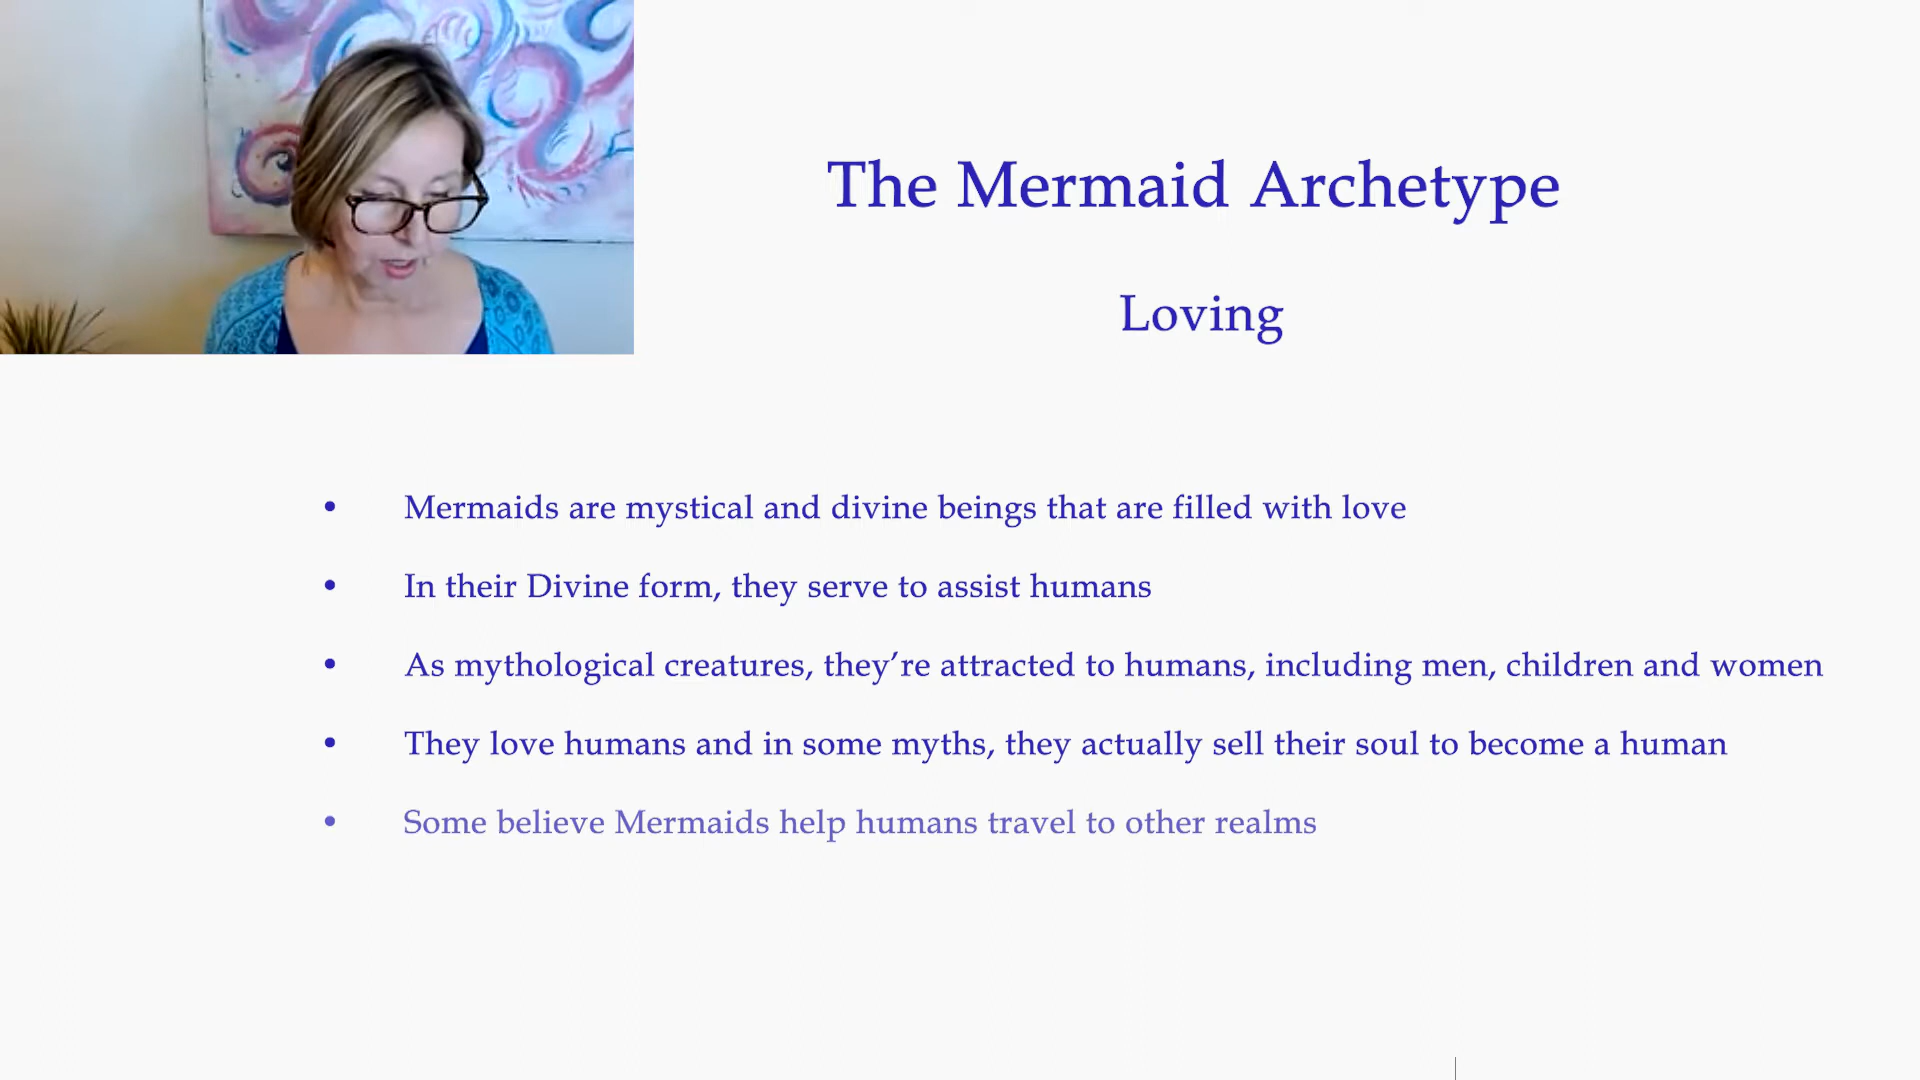 The Mermaid Archetype
Loving
• Mermaids are mystical and divine beings that are filled with love
• In their Divine form, they serve to assist humans
• As mythological creatures, they’re attracted to humans, including men, children and women
• They love humans and in some myths, they actually sell their soul to become a human
• Some believe Mermaids help humans travel to other realms